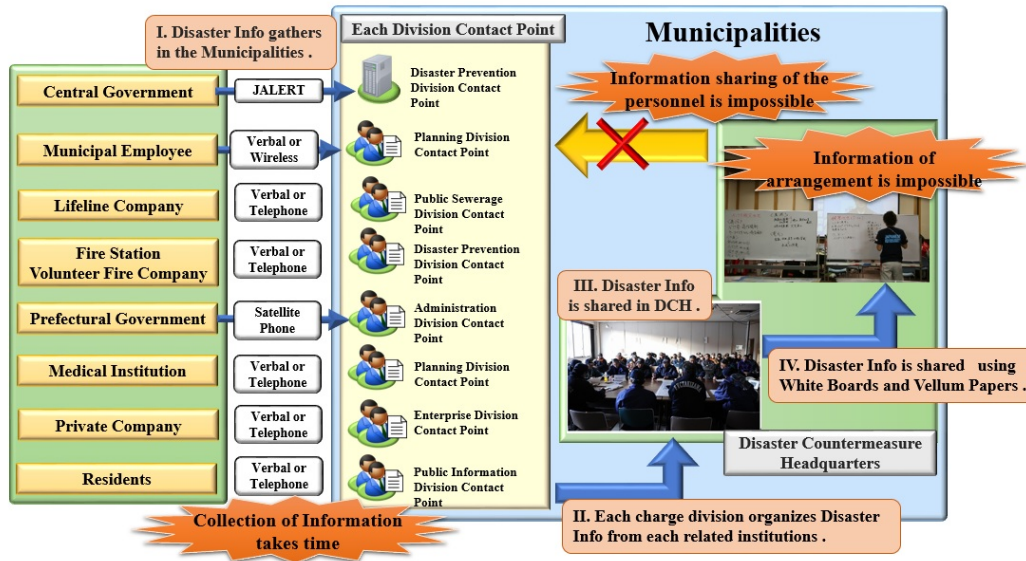 I. Disaster Info gathers
in the Municipalities .
Each Division Contact Point
Municipalities
Central Government
JALERT
Disaster Prevention
Division Contact
Point
Municipal Employee
Verbal or
Wireless
Planning Division
Contact Point
Lifeline Company
Verbal or
Telephone
Public Sewerage
Division Contact
Point
Fire Station
Volunteer Fire Company
Verbal or
Telephone
Disaster Prevention
Division Contact
Point
Prefectural Government
Satellite
Phone
Administration
Division Contact
Point
Medical Institution
Verbal or
Telephone
Planning Division
Contact Point
Private Company
Verbal or
Telephone
Enterprise Division
Contact Point
Residents
Verbal or
Telephone
Public Information
Division Contact
Point
Collection of Information
takes time
Information sharing of the
personnel is impossible
Information of
arrangement is impossible
III. Disaster Info
is shared in DCH .
IV. Disaster Info is shared using
White Boards and Vellum Papers .
Disaster Countermeasure
Headquarters
II. Each charge division organizes Disaster
Info from each related institutions .